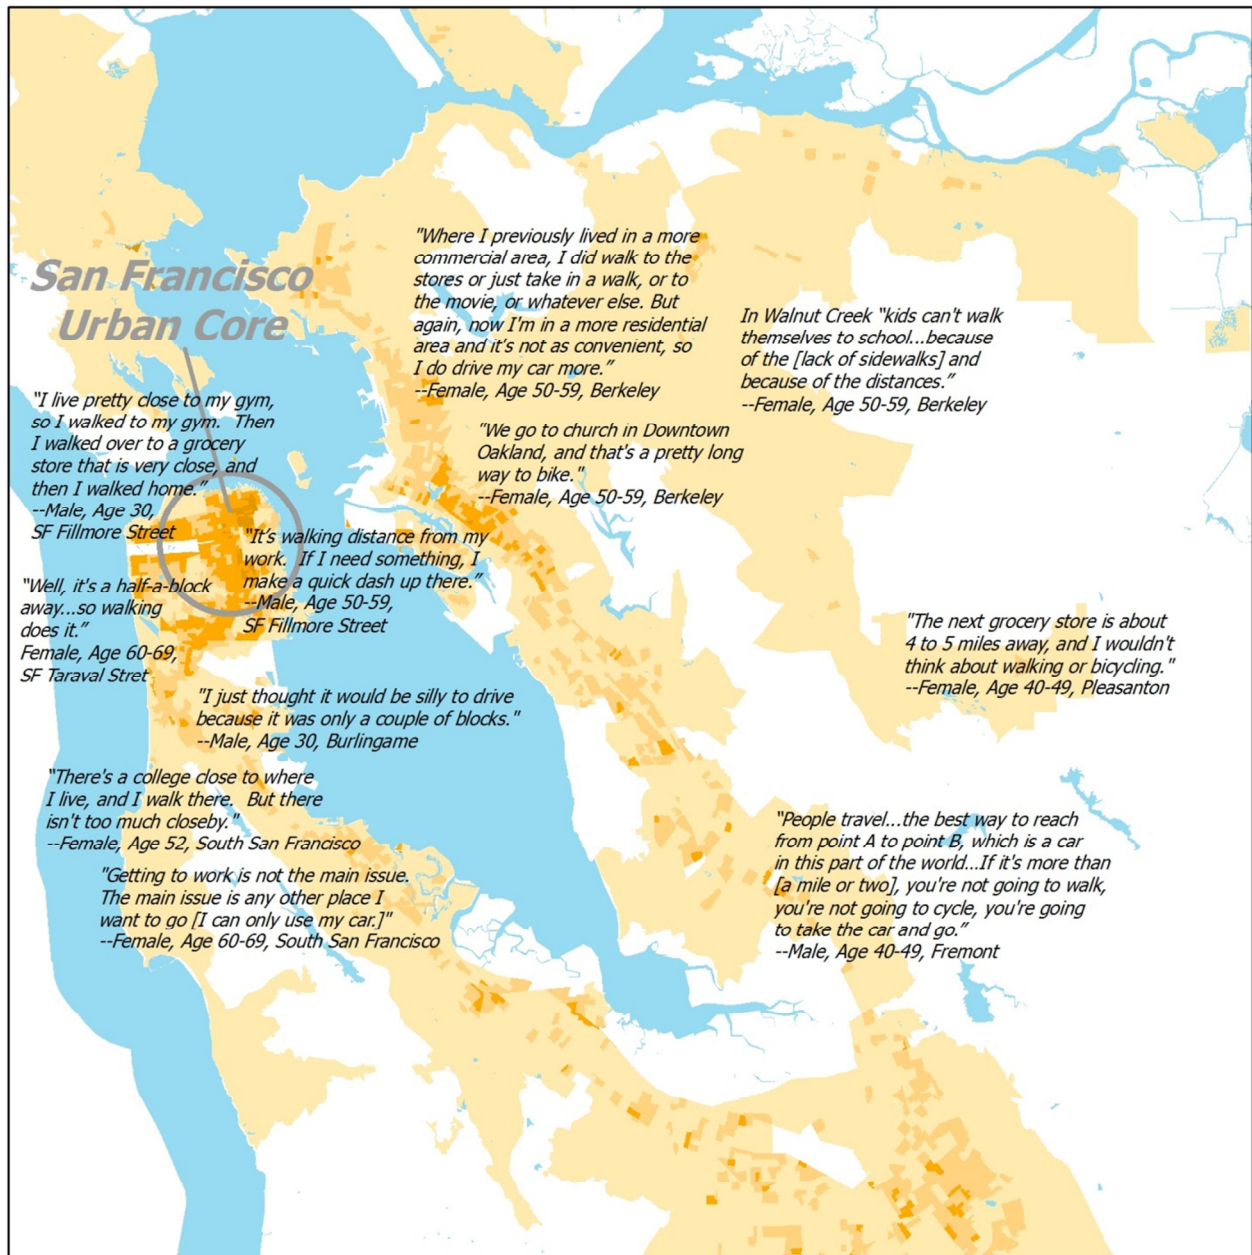 San Francisco
Urban Core
"Where I previously lived in a more
commercial area, I did walk to the
stores or just take in a walk, or to
the movie, or whatever else. But
again, now I'm in a more residential
area and it's not as convenient, so
I do drive my car more."
--Female, Age 50-59, Berkeley
In Walnut Creek "kids can't walk
themselves to school...because
of the [lack of sidewalks] and
because of the distances."
--Female, Age 50-59, Berkeley
"I live pretty close to my gym,
so I walked to my gym.  Then
I walked over to a grocery
store that is very close, and
then I walked home."
--Male, Age 30,
SF Fillmore Street
"We go to church in Downtown
Oakland, and that's a pretty long
way to bike."
--Female, Age 50-59, Berkeley
"It's walking distance from my
work.  If I need something, I
make a quick dash up there."
--Male, Age 50-59,
SF Fillmore Street
"Well, it's a half-a-block
away...so walking
does it."
Female, Age 60-69,
SF Taraval Stret
"The next grocery store is about
4 to 5 miles away, and I wouldn't
think about walking or bicycling."
--Female, Age 40-49, Pleasanton
"I just thought it would be silly to drive
because it was only a couple of blocks."
--Male, Age 30, Burlingame
"There's a college close to where
I live, and I walk there.  But there
isn't too much closeby."
--Female, Age 52, South San Francisco
"People travel...the best way to reach
from point A to point B, which is a car
in this part of the world...If it's more than
[a mile or two], you're not going to walk,
you're not going to cycle, you're going
to take the car and go."
--Male, Age 40-49, Fremont
"Getting to work is not the main issue.
The main issue is any other place I
want to go [I can only use my car.]"
--Female, Age 60-69, South San Francisco